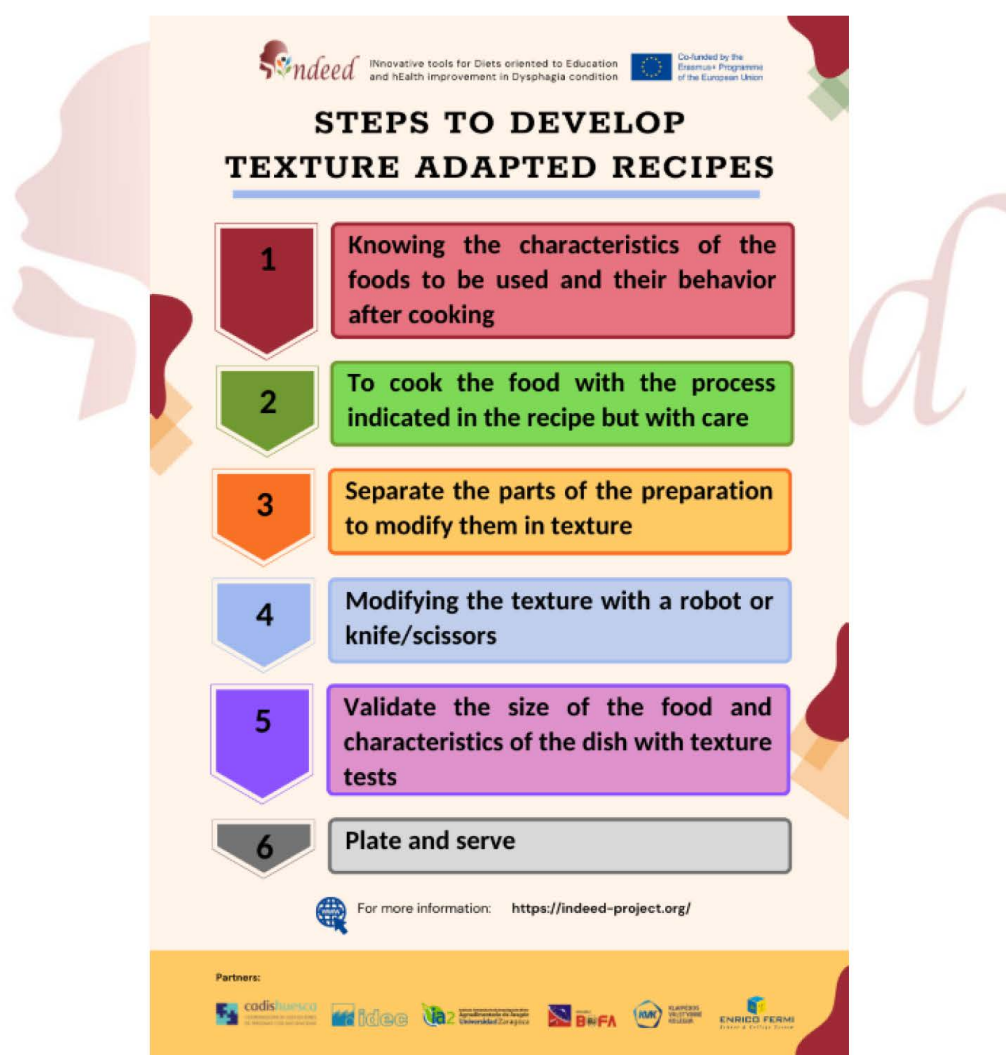 Indeed
INnovative tools for Diets oriented to Education
and hEalth improvement in Dysphagia condition
Co-funded by the
Erasmus+ Programme
of the European Union
STEPS TO DEVELOP
TEXTURE ADAPTED RECIPES
1
Knowing the characteristics of the
foods to be used and their behavior
after cooking
2
To cook the food with the process
indicated in the recipe but with care
3
Separate the parts of the preparation
to modify them in texture
4
Modifying the texture with a robot or
knife/scissors
5
Validate the size of the food and
characteristics of the dish with texture
tests
6
Plate and serve
For more information: https://indeed-project.org/
Partners:
cadishuesca
idec
ia2
Universidad Zaragoza
KMK
ENRICO FERMI
d